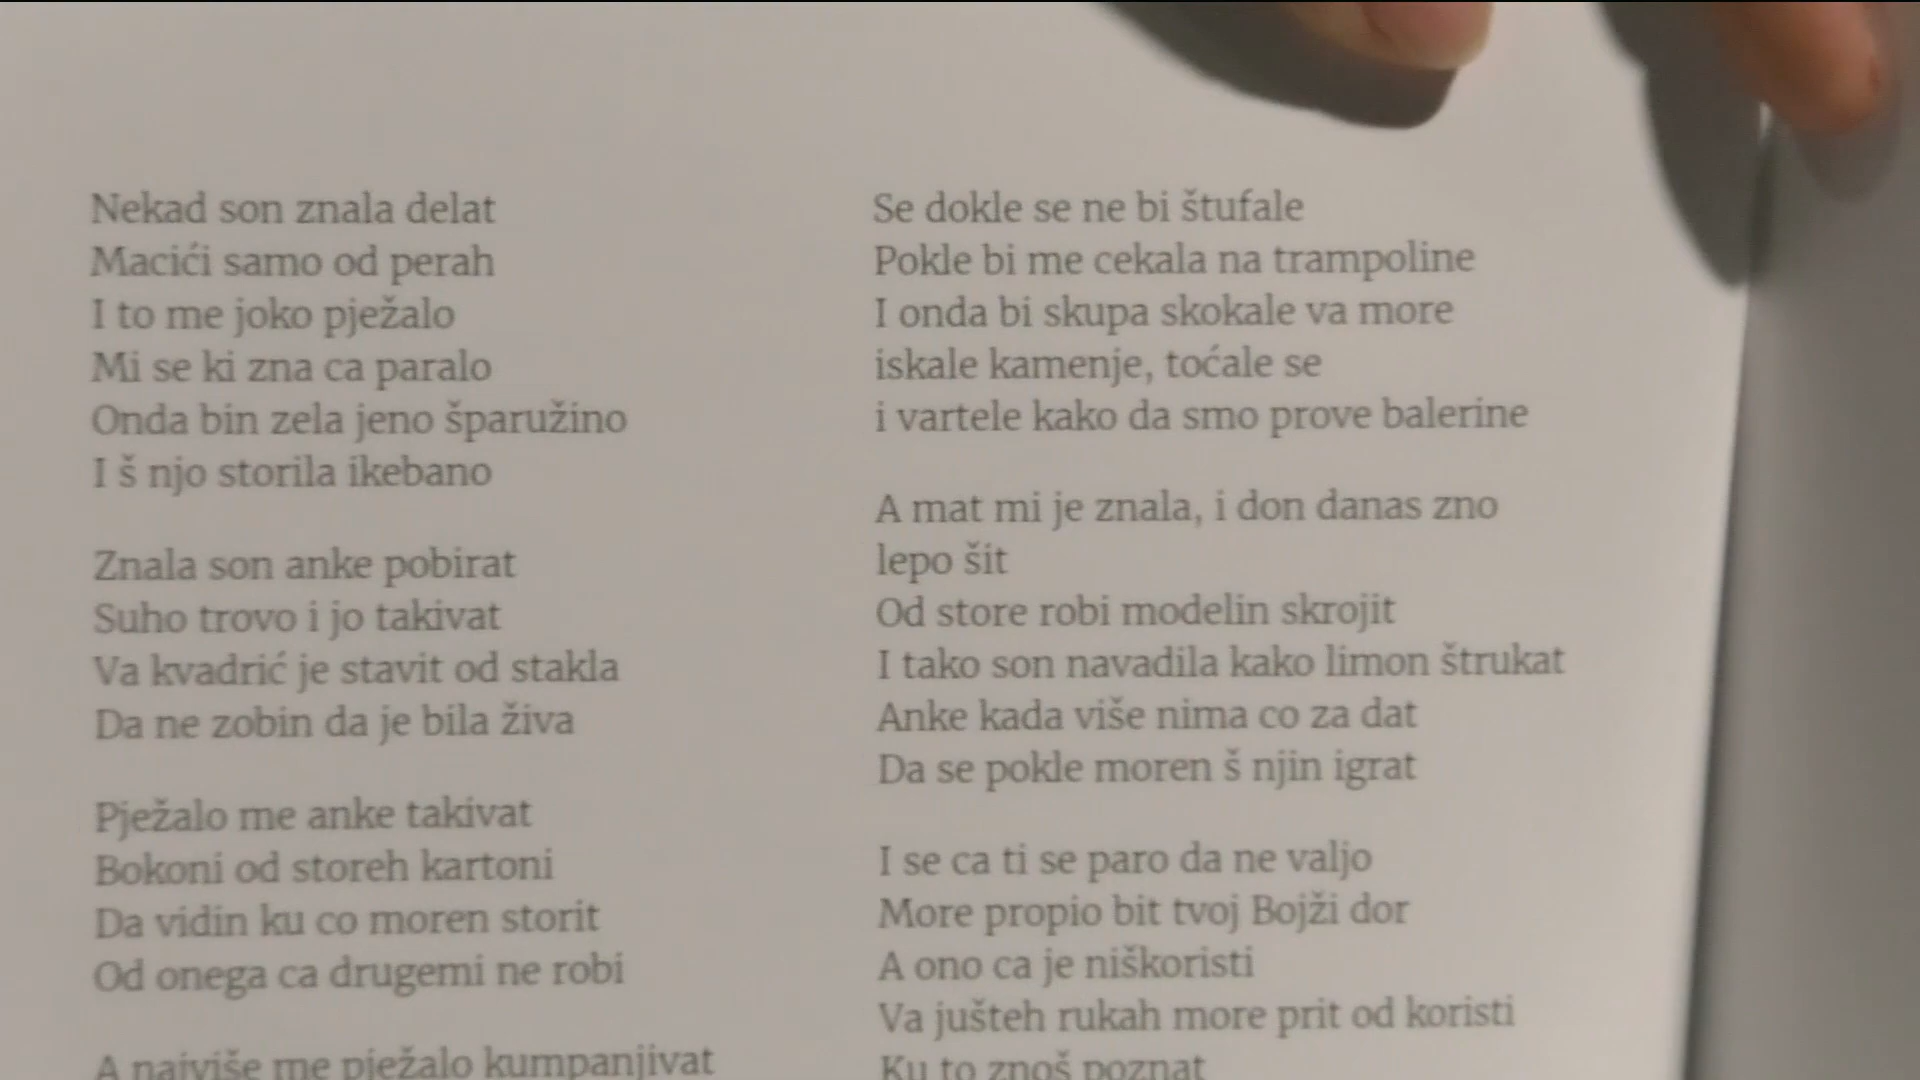 Nekad son znala delat
Macići samo od perah
I to me joko pježalo
Mi se ki zna ca paralo
Onda bin zela jeno šparužino
I š njo storila ikebano
Znala son anke pobirat
Suho trovo i jo takivat
Va kvadrić je stavit od stakla
Da ne zobin da je bila živa
Pježalo me anke takivat
Bokoni od storeh kartoni
Da vidin ku co moren storit
Od onega ca drugemi ne robi
A najviše me pježalo kumpanjivat
Se dokle se ne bi štufale
Pokle bi me cekala na trampoline
I onda bi skupa skokale va more
iskale kamenje, toćale se
i vartele kako da smo prove balerine
A mat mi je znala, i don danas zno
lepo šit
Od store robi modelin skrojit
I tako son navadila kako limon štrukat
Anke kada više nima co za dat
Da se pokle moren š njin igrat
I se ca ti se paro da ne valjo
More propio bit tvoj Bojži dor
A ono ca je niškoristi
Va jušteh rukah more prit od koristi
Ku to znoš poznat